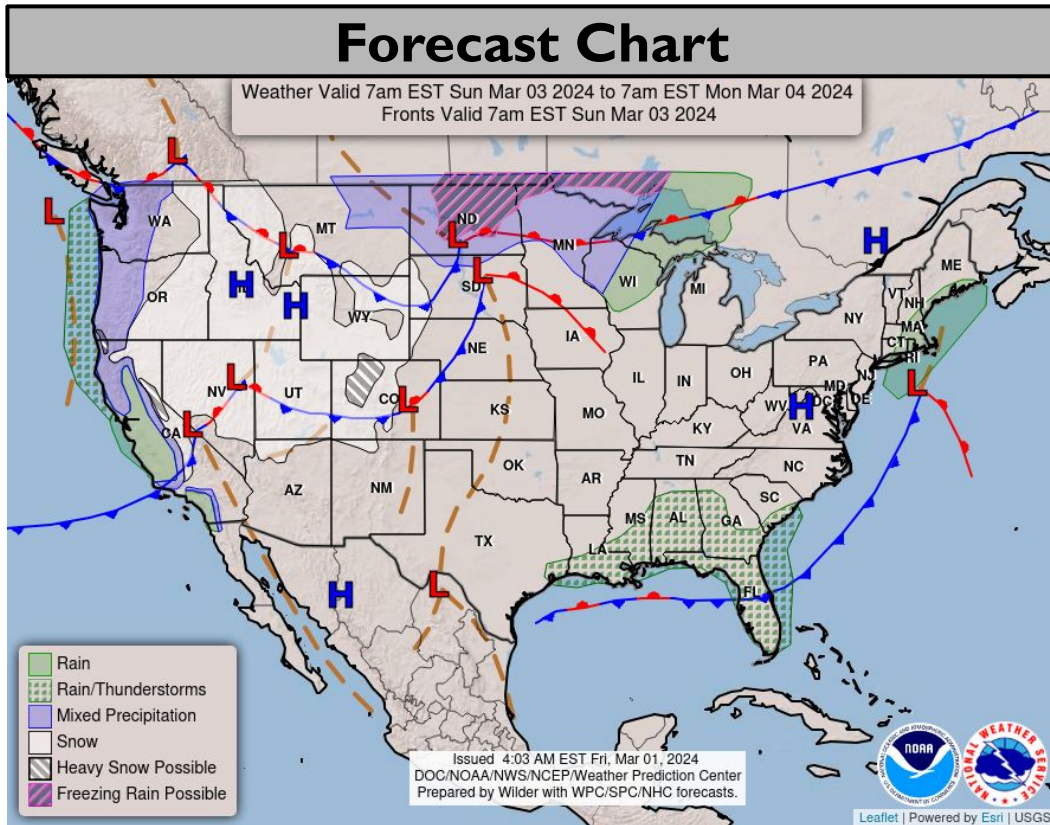 Forecast Chart
Weather Valid 7am EST Sun Mar 03 2024 to 7am EST Mon Mar 04 2024
Fronts Valid 7am EST Sun Mar 03 2024
L
L
WA
MT
ND
L
MN
H
ME
L
H
OR
H
WY
SD
L
WI
MI
VT
NH
NY
MA
CT
RI
NE
IA
PA
NJ
L
NV
L
UT
CO
L
IL
IN
OH
MD
DE
DC
WV
H
VA
CA
L
KS
MO
KY
AZ
NM
OK
AR
TN
NC
SC
MS
AL
GA
TX
LA
FL
H
L
Rain
Rain/Thunderstorms
Mixed Precipitation
Snow
Heavy Snow Possible
Freezing Rain Possible
Issued 4:03 AM EST Fri, Mar 01, 2024
DOC/NOAA/NWS/NCEP/Weather Prediction Center
Prepared by Wilder with WPC/SPC/NHC forecasts.
NOAA
NATIONAL WEATHER SERVICE
Leaflet | Powered by Esri | USGS